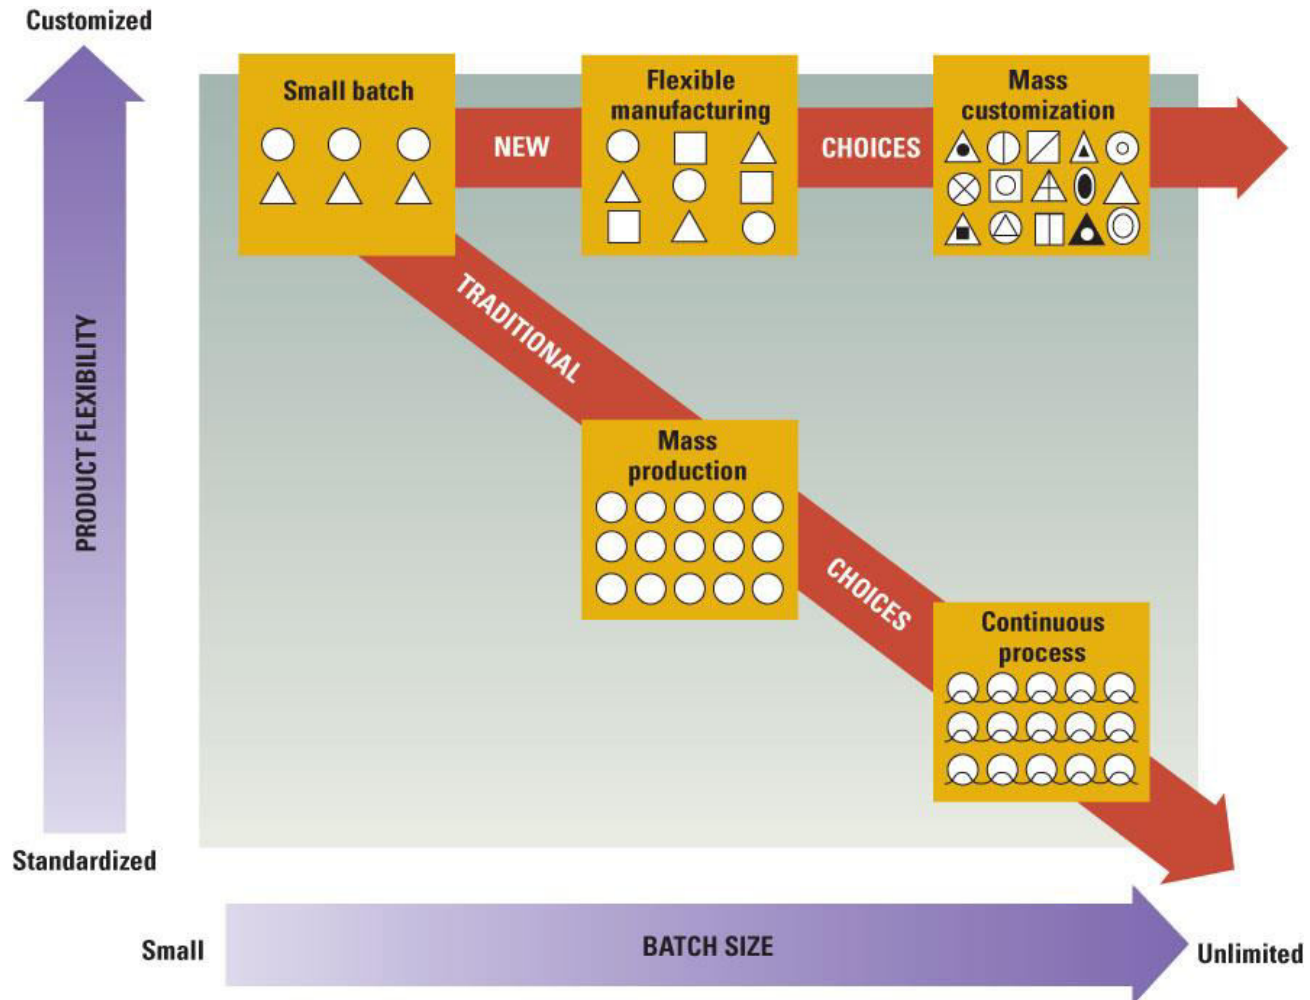 Customized
Small batch
Flexible
manufacturing
Mass
customization
NEW
CHOICES
TRADITIONAL
PRODUCT FLEXIBILITY
Mass
production
CHOICES
Continuous
process
Standardized
Small
BATCH SIZE
Unlimited